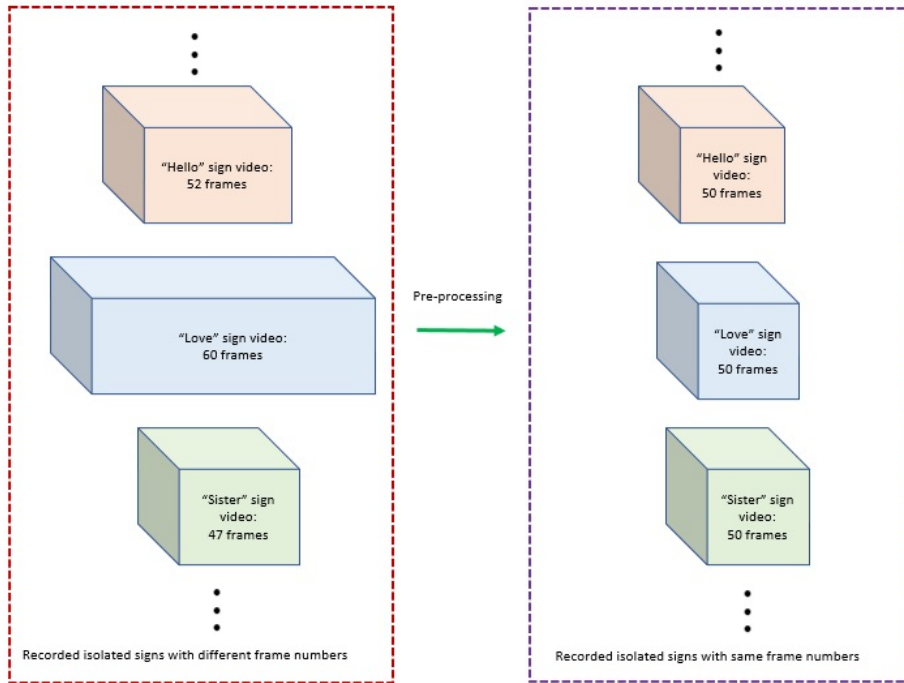 “Hello” sign video:
52 frames
“Love” sign video:
60 frames
“Sister” sign
video:
47 frames
Recorded isolated signs with different frame numbers
Pre-processing
“Hello” sign
video:
50 frames
“Love” sign
video:
50 frames
“Sister” sign
video:
50 frames
Recorded isolated signs with same frame numbers